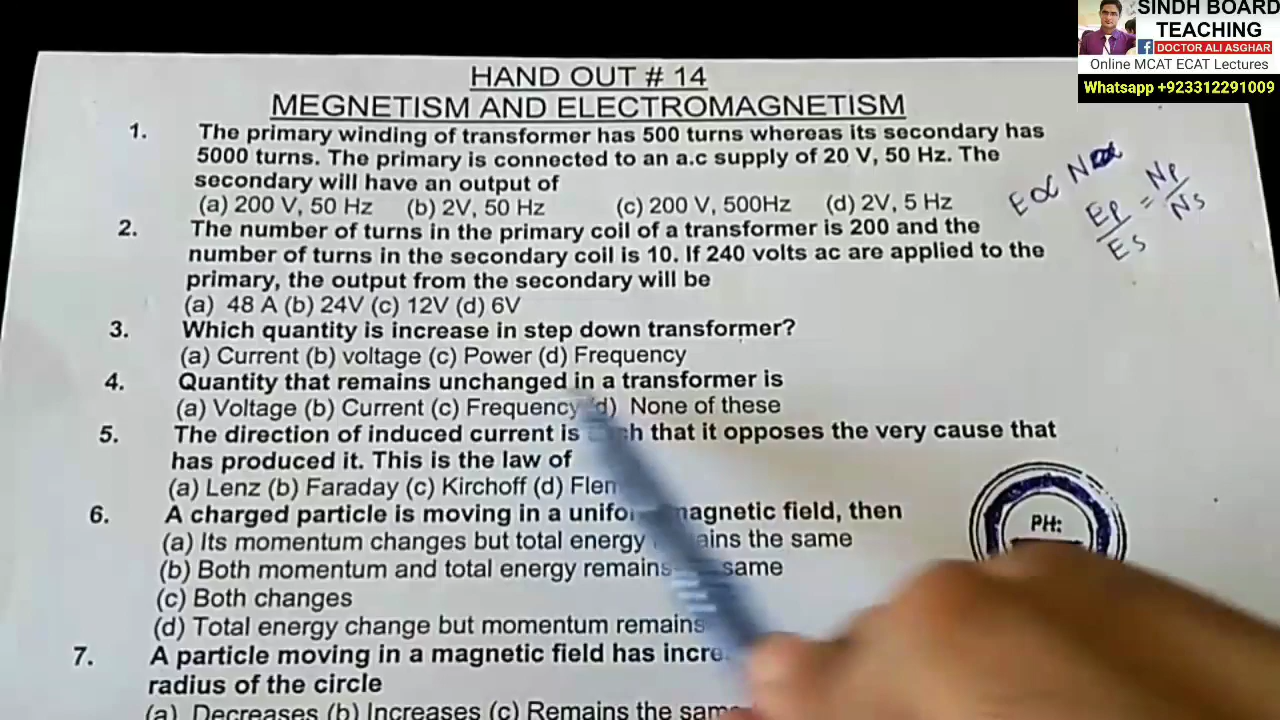 SINDH BOARD
TEACHING
DOCTOR ALI ASGHAR
Online MCAT ECAT Lectures
Whatsapp +923312291009
HAND OUT # 14
MEGNETISM AND ELECTROMAGNETISM
1. The primary winding of transformer has 500 turns whereas its secondary has
5000 turns. The primary is connected to an a.c supply of 20 V, 50 Hz. The
secondary will have an output of
(a) 200 V, 50 Hz (b) 2V, 50 Hz (c) 200 V, 500Hz (d) 2V, 5 Hz
2. The number of turns in the primary coil of a transformer is 200 and the
number of turns in the secondary coil is 10. If 240 volts ac are applied to the
primary, the output from the secondary will be
(a) 48 A (b) 24V (c) 12V (d) 6V
3. Which quantity is increase in step down transformer?
(a) Current (b) voltage (c) Power (d) Frequency
4. Quantity that remains unchanged in a transformer is
(a) Voltage (b) Current (c) Frequency (d) None of these
5. The direction of induced current is that it opposes the very cause that
has produced it. This is the law of
(a) Lenz (b) Faraday (c) Kirchoff (d)
6. A charged particle is moving in a magnetic field, then
(a) Its momentum changes but total energy the same
(b) Both momentum and total energy remains same
(c) Both changes
(d) Total energy change but momentum remains
7. A particle moving in a magnetic field has
radius of the circle
(a) Decreases (b) Increases (c) Remains the
E ∝ N
Ep/Es = Np/Ns
PH: